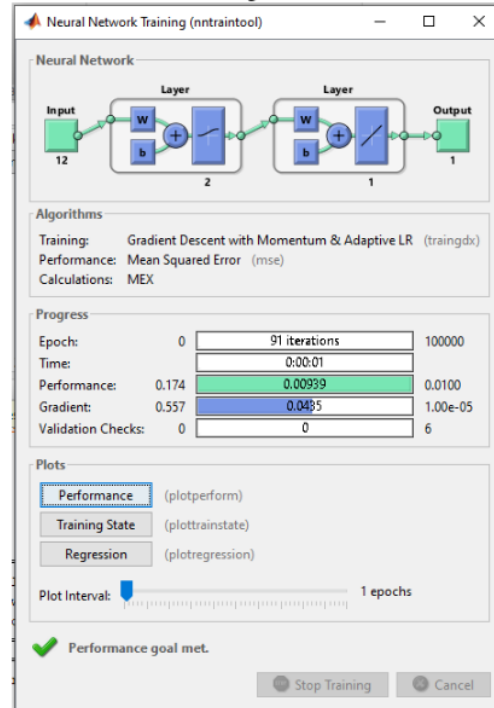 Neural Network Training (nntraintool)
Neural Network
Layer Layer
Input Output
W W
b b
12 1
2 1
Algorithms
Training: Gradient Descent with Momentum & Adaptive LR (traingdx)
Performance: Mean Squared Error (mse)
Calculations: MEX
Progress
Epoch: 0 91 iterations 100000
Time: 0:00:01
Performance: 0.174 0.00939 0.0100
Gradient: 0.557 0.0435 1.00e-05
Validation Checks: 0 0 6
Plots
Performance (plotperform)
Training State (plottrainstate)
Regression (plotregression)
Plot Interval: 1 epochs
Performance goal met.
Stop Training Cancel